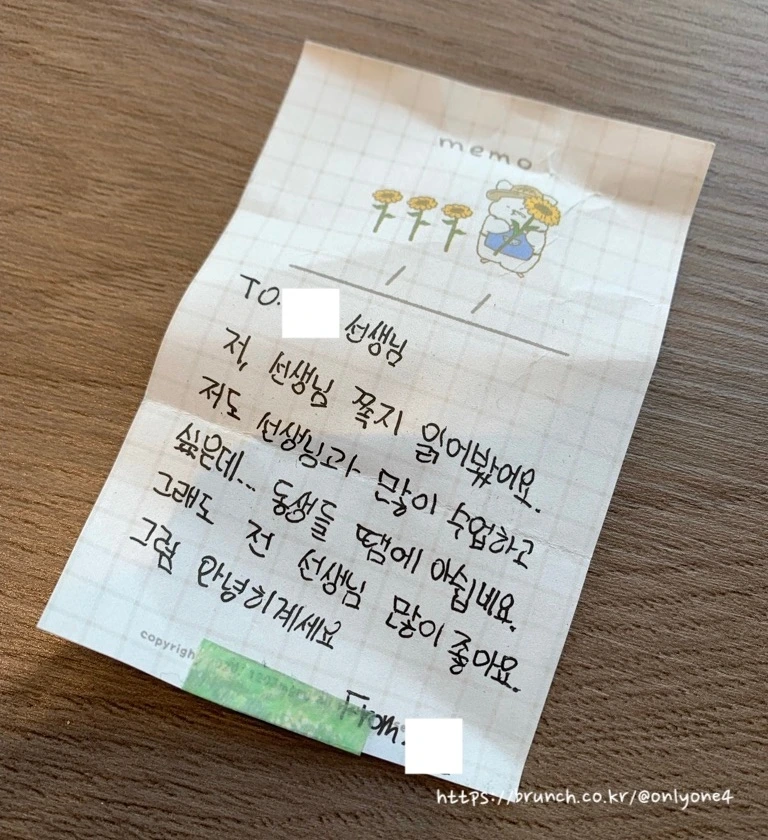 memo
TO. 선생님
저, 선생님 쪽지 읽어봤어요.
저도 선생님과 많이 수업하고
싶은데... 동생들 땜에 아쉽네요.
그래도 전 선생님 많이 좋아요.
그럼 안녕히계세요
copyrigh
From.
https://brunch.co.kr/@onlyone4